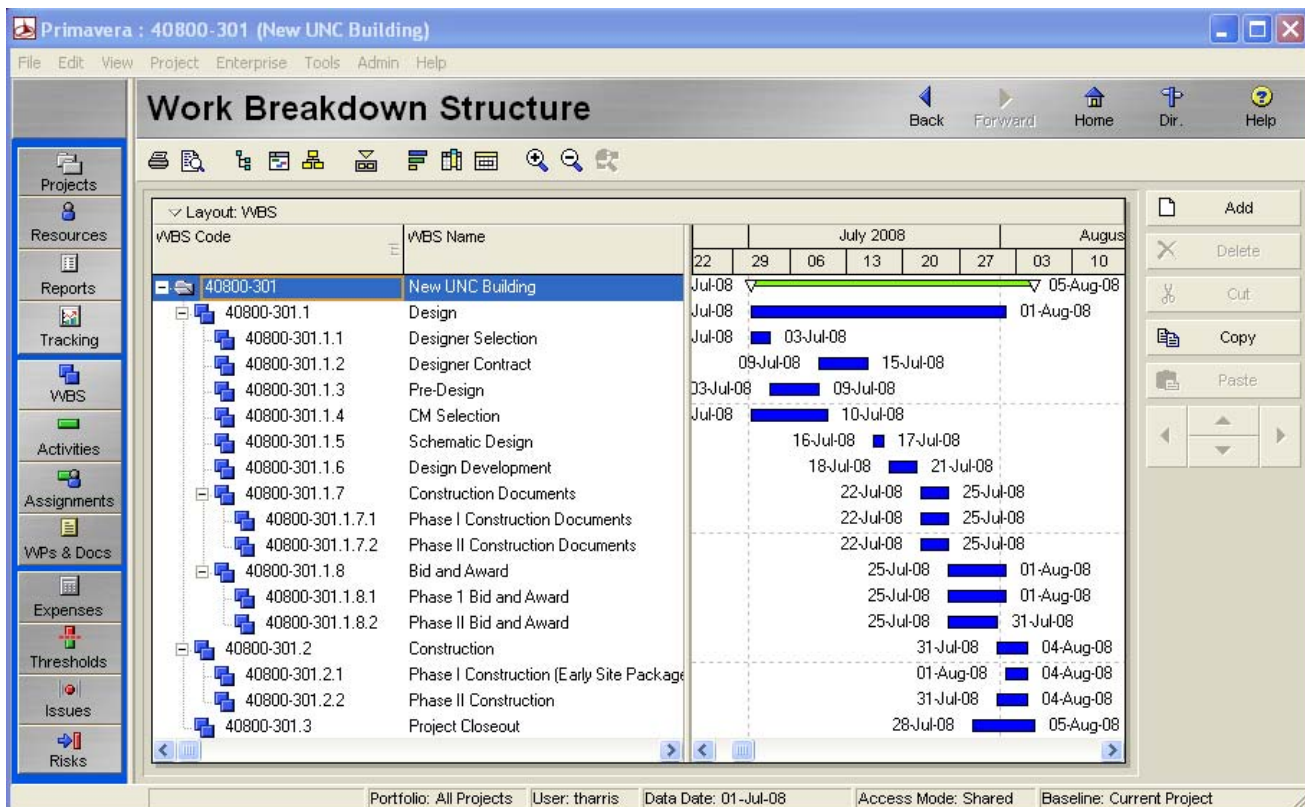 Primavera : 40800-301 (New UNC Building)
File Edit View Project Enterprise Tools Admin Help
Work Breakdown Structure
Back Forward Home Dir. Help
Projects
Resources
Reports
Tracking
WBS
Activities
Assignments
WPs & Docs
Expenses
Thresholds
Issues
Risks
Layout: WBS
WBS Code WBS Name
July 2008 Augus
22 29 06 13 20 27 03 10
40800-301 New UNC Building Jul-08 05-Aug-08
40800-301.1 Design Jul-08 01-Aug-08
40800-301.1.1 Designer Selection Jul-08 03-Jul-08
40800-301.1.2 Designer Contract 09-Jul-08 15-Jul-08
40800-301.1.3 Pre-Design 03-Jul-08 09-Jul-08
40800-301.1.4 CM Selection Jul-08 10-Jul-08
40800-301.1.5 Schematic Design 16-Jul-08 17-Jul-08
40800-301.1.6 Design Development 18-Jul-08 21-Jul-08
40800-301.1.7 Construction Documents 22-Jul-08 25-Jul-08
40800-301.1.7.1 Phase I Construction Documents 22-Jul-08 25-Jul-08
40800-301.1.7.2 Phase II Construction Documents 22-Jul-08 25-Jul-08
40800-301.1.8 Bid and Award 25-Jul-08 01-Aug-08
40800-301.1.8.1 Phase 1 Bid and Award 25-Jul-08 01-Aug-08
40800-301.1.8.2 Phase II Bid and Award 25-Jul-08 31-Jul-08
40800-301.2 Construction 31-Jul-08 04-Aug-08
40800-301.2.1 Phase I Construction (Early Site Package 01-Aug-08 04-Aug-08
40800-301.2.2 Phase II Construction 31-Jul-08 04-Aug-08
40800-301.3 Project Closeout 28-Jul-08 05-Aug-08
Add
Delete
Cut
Copy
Paste
Portfolio: All Projects User: tharris Data Date: 01-Jul-08 Access Mode: Shared Baseline: Current Project